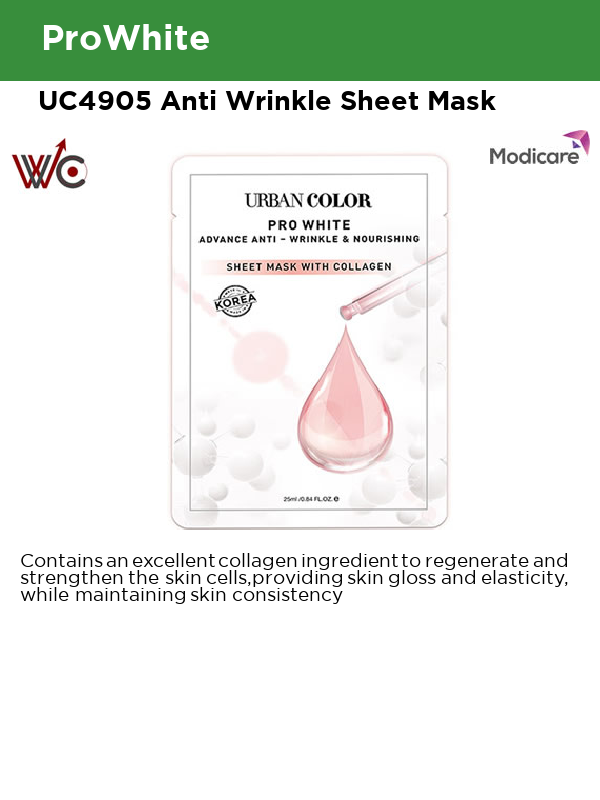 ProWhite
UC4905 Anti Wrinkle Sheet Mask
WC
Modicare
URBAN COLOR
PRO WHITE
ADVANCE ANTI - WRINKLE & NOURISHING
SHEET MASK WITH COLLAGEN
KOREA
25ml./0.84 FL.OZ. ℮
Contains an excellent collagen ingredient to regenerate and
strengthen the skin cells,providing skin gloss and elasticity,
while maintaining skin consistency